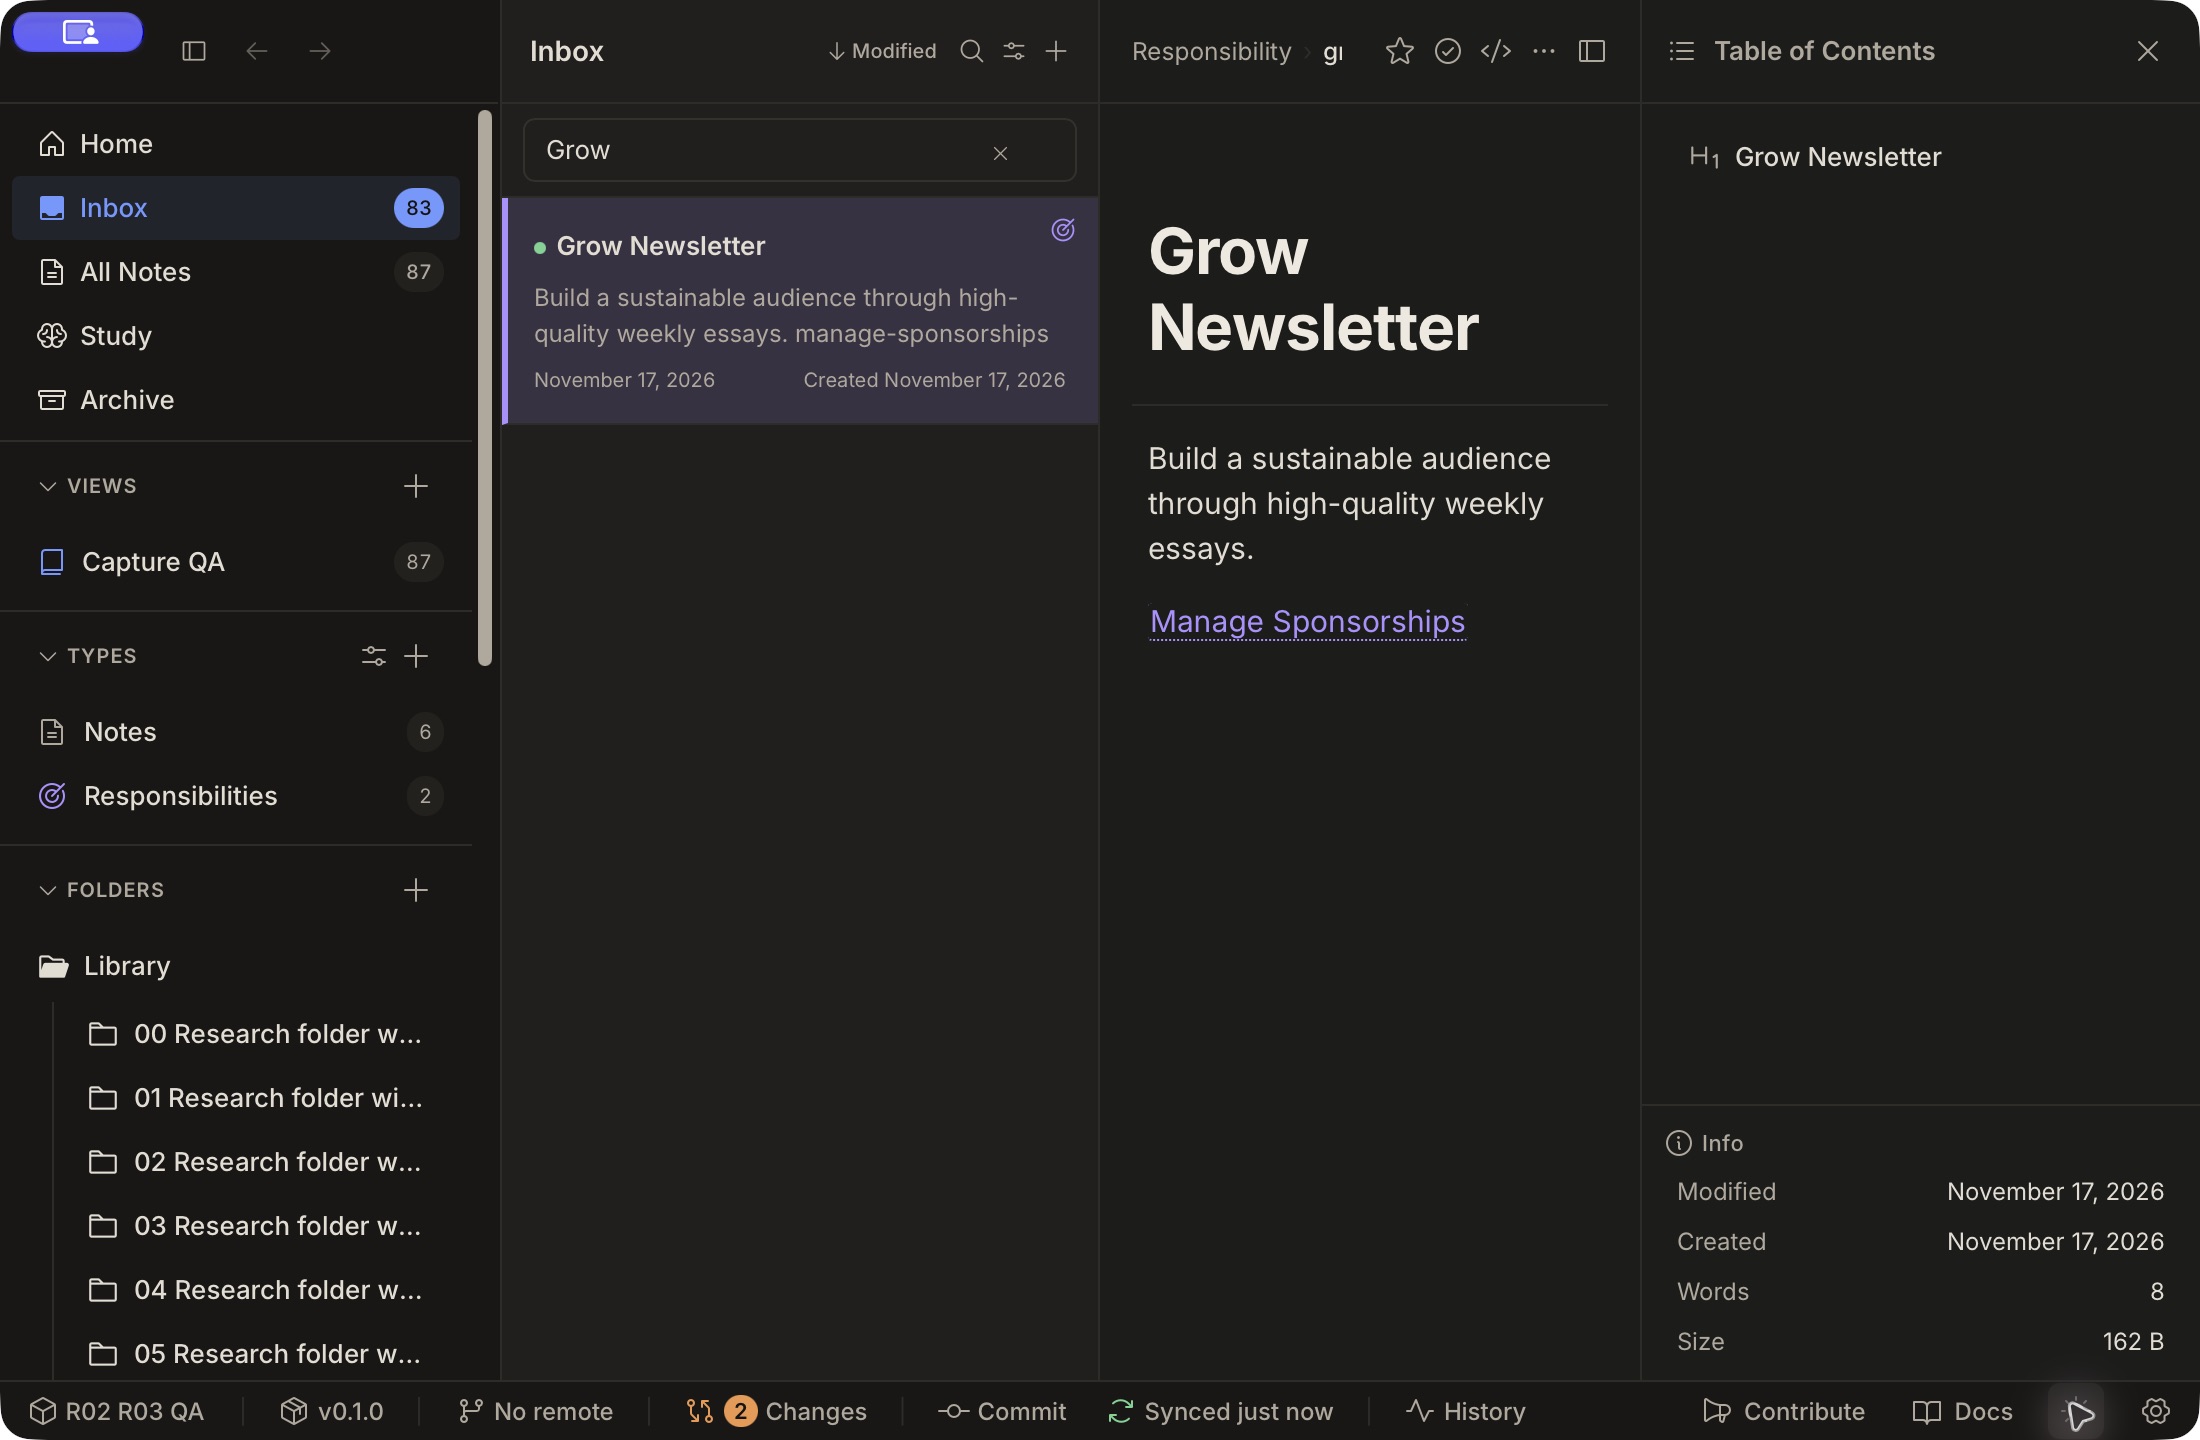 Home
Inbox 83
All Notes 87
Study
Archive
VIEWS
Capture QA 87
TYPES
Notes 6
Responsibilities 2
FOLDERS
Library
00 Research folder w...
01 Research folder wi...
02 Research folder w...
03 Research folder w...
04 Research folder w...
05 Research folder w...
Inbox
Modified
Grow
Grow Newsletter
Build a sustainable audience through high-
quality weekly essays. manage-sponsorships
November 17, 2026 Created November 17, 2026
Responsibility
Grow
Newsletter
Build a sustainable audience
through high-quality weekly
essays.
Manage Sponsorships
Table of Contents
H1 Grow Newsletter
Info
Modified November 17, 2026
Created November 17, 2026
Words 8
Size 162 B
R02 R03 QA v0.1.0 No remote 2 Changes Commit Synced just now History Contribute Docs